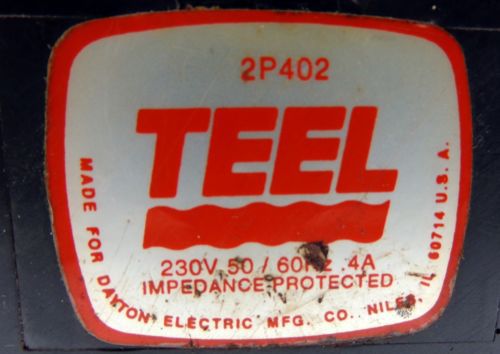 2P402
TEEL
230V 50 / 60Hz .4A
IMPEDANCE PROTECTED
MADE FOR DAYTON ELECTRIC MFG. CO. NILES, IL 60714 U.S.A.